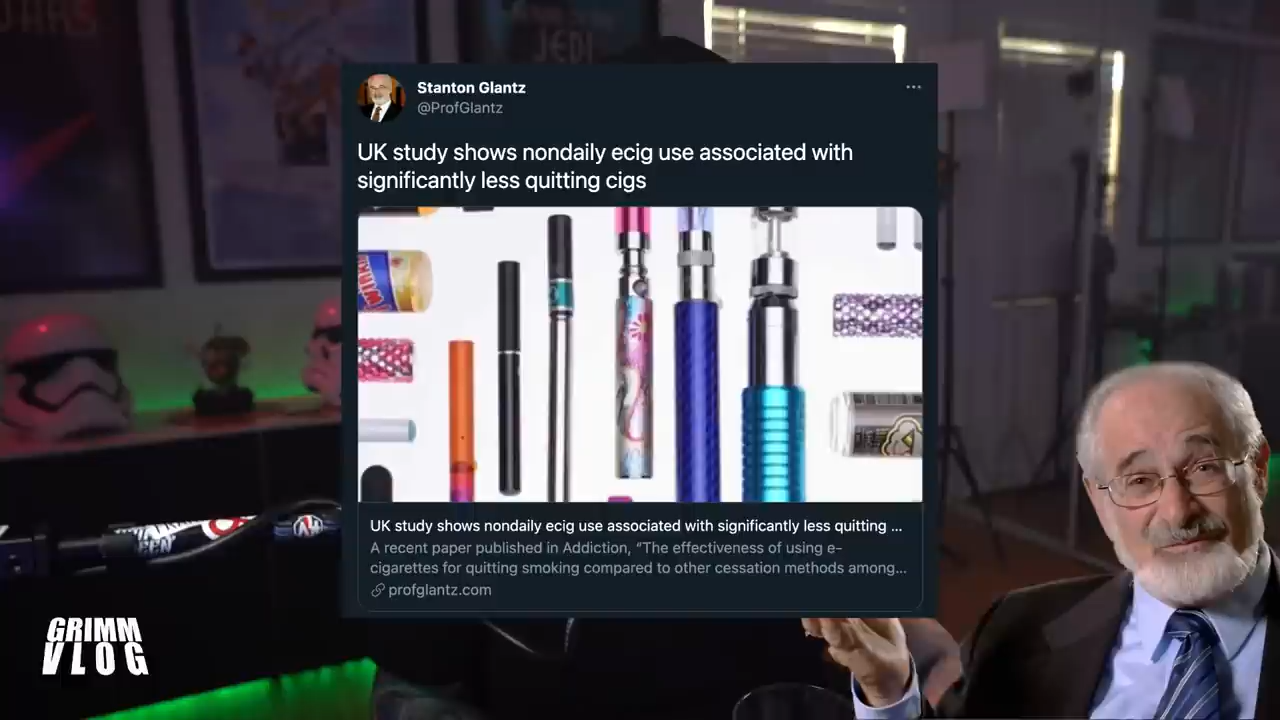 JEDI
Stanton Glantz
@ProfGlantz
UK study shows nondaily ecig use associated with
significantly less quitting cigs
UK study shows nondaily ecig use associated with significantly less quitting ...
A recent paper published in Addiction, “The effectiveness of using e-
cigarettes for quitting smoking compared to other cessation methods among...
profglantz.com
GRIMM
VLOG